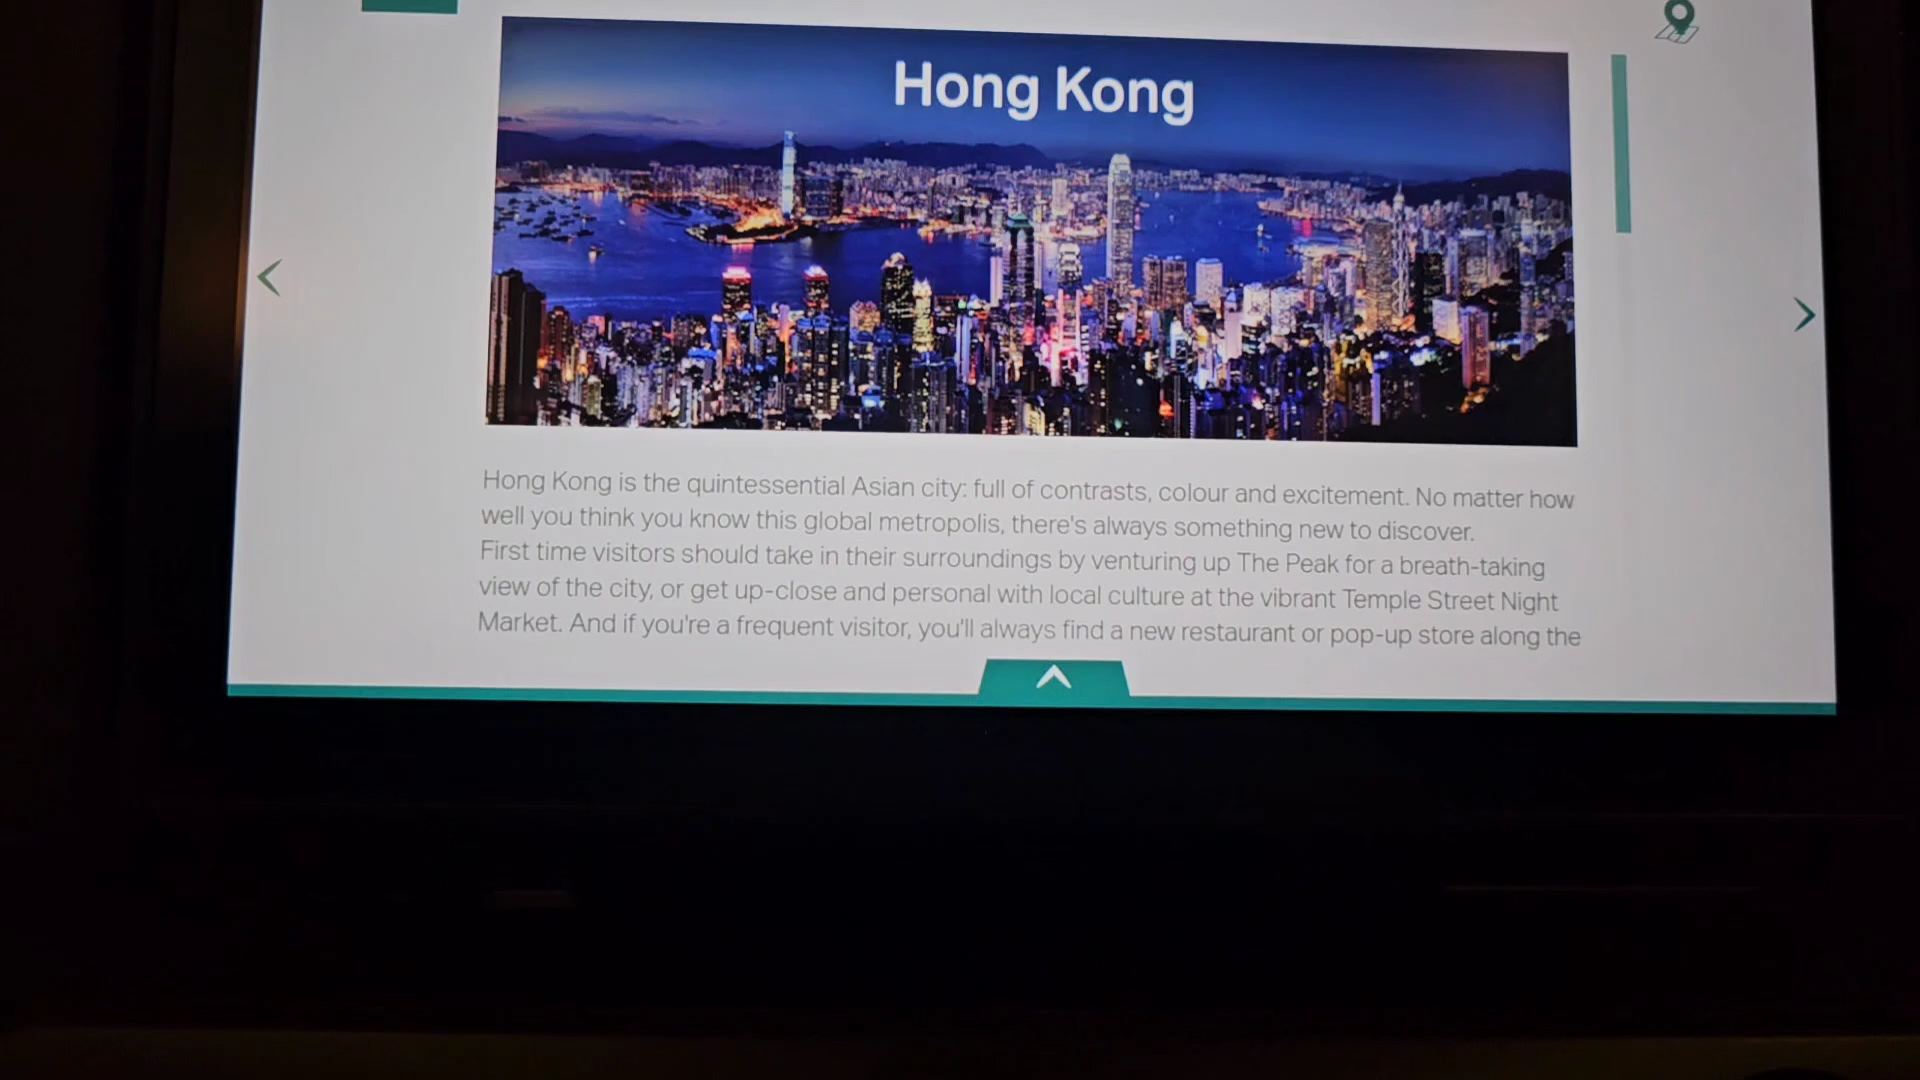 Hong Kong
Hong Kong is the quintessential Asian city: full of contrasts, colour and excitement. No matter how
well you think you know this global metropolis, there's always something new to discover.
First time visitors should take in their surroundings by venturing up The Peak for a breath-taking
view of the city, or get up-close and personal with local culture at the vibrant Temple Street Night
Market. And if you're a frequent visitor, you'll always find a new restaurant or pop-up store along the